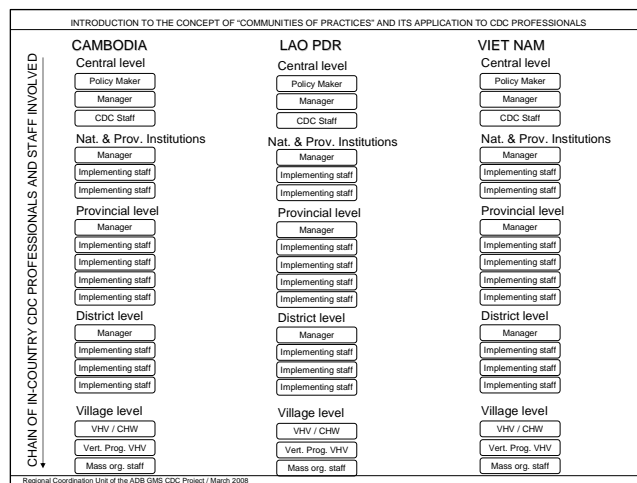 INTRODUCTION TO THE CONCEPT OF "COMMUNITIES OF PRACTICES" AND ITS APPLICATION TO CDC PROFESSIONALS
CHAIN OF IN-COUNTRY CDC PROFESSIONALS AND STAFF INVOLVED
CAMBODIA
Central level
Policy Maker
Manager
CDC Staff
Nat. & Prov. Institutions
Manager
Implementing staff
Implementing staff
Provincial level
Manager
Implementing staff
Implementing staff
Implementing staff
Implementing staff
District level
Manager
Implementing staff
Implementing staff
Implementing staff
Village level
VHV / CHW
Vert. Prog. VHV
Mass org. staff
LAO PDR
Central level
Policy Maker
Manager
CDC Staff
Nat. & Prov. Institutions
Manager
Implementing staff
Implementing staff
Provincial level
Manager
Implementing staff
Implementing staff
Implementing staff
Implementing staff
District level
Manager
Implementing staff
Implementing staff
Implementing staff
Village level
VHV / CHW
Vert. Prog. VHV
Mass org. staff
VIET NAM
Central level
Policy Maker
Manager
CDC Staff
Nat. & Prov. Institutions
Manager
Implementing staff
Implementing staff
Provincial level
Manager
Implementing staff
Implementing staff
Implementing staff
Implementing staff
District level
Manager
Implementing staff
Implementing staff
Implementing staff
Village level
VHV / CHW
Vert. Prog. VHV
Mass org. staff
Regional Coordination Unit of the ADB GMS CDC Project / March 2008